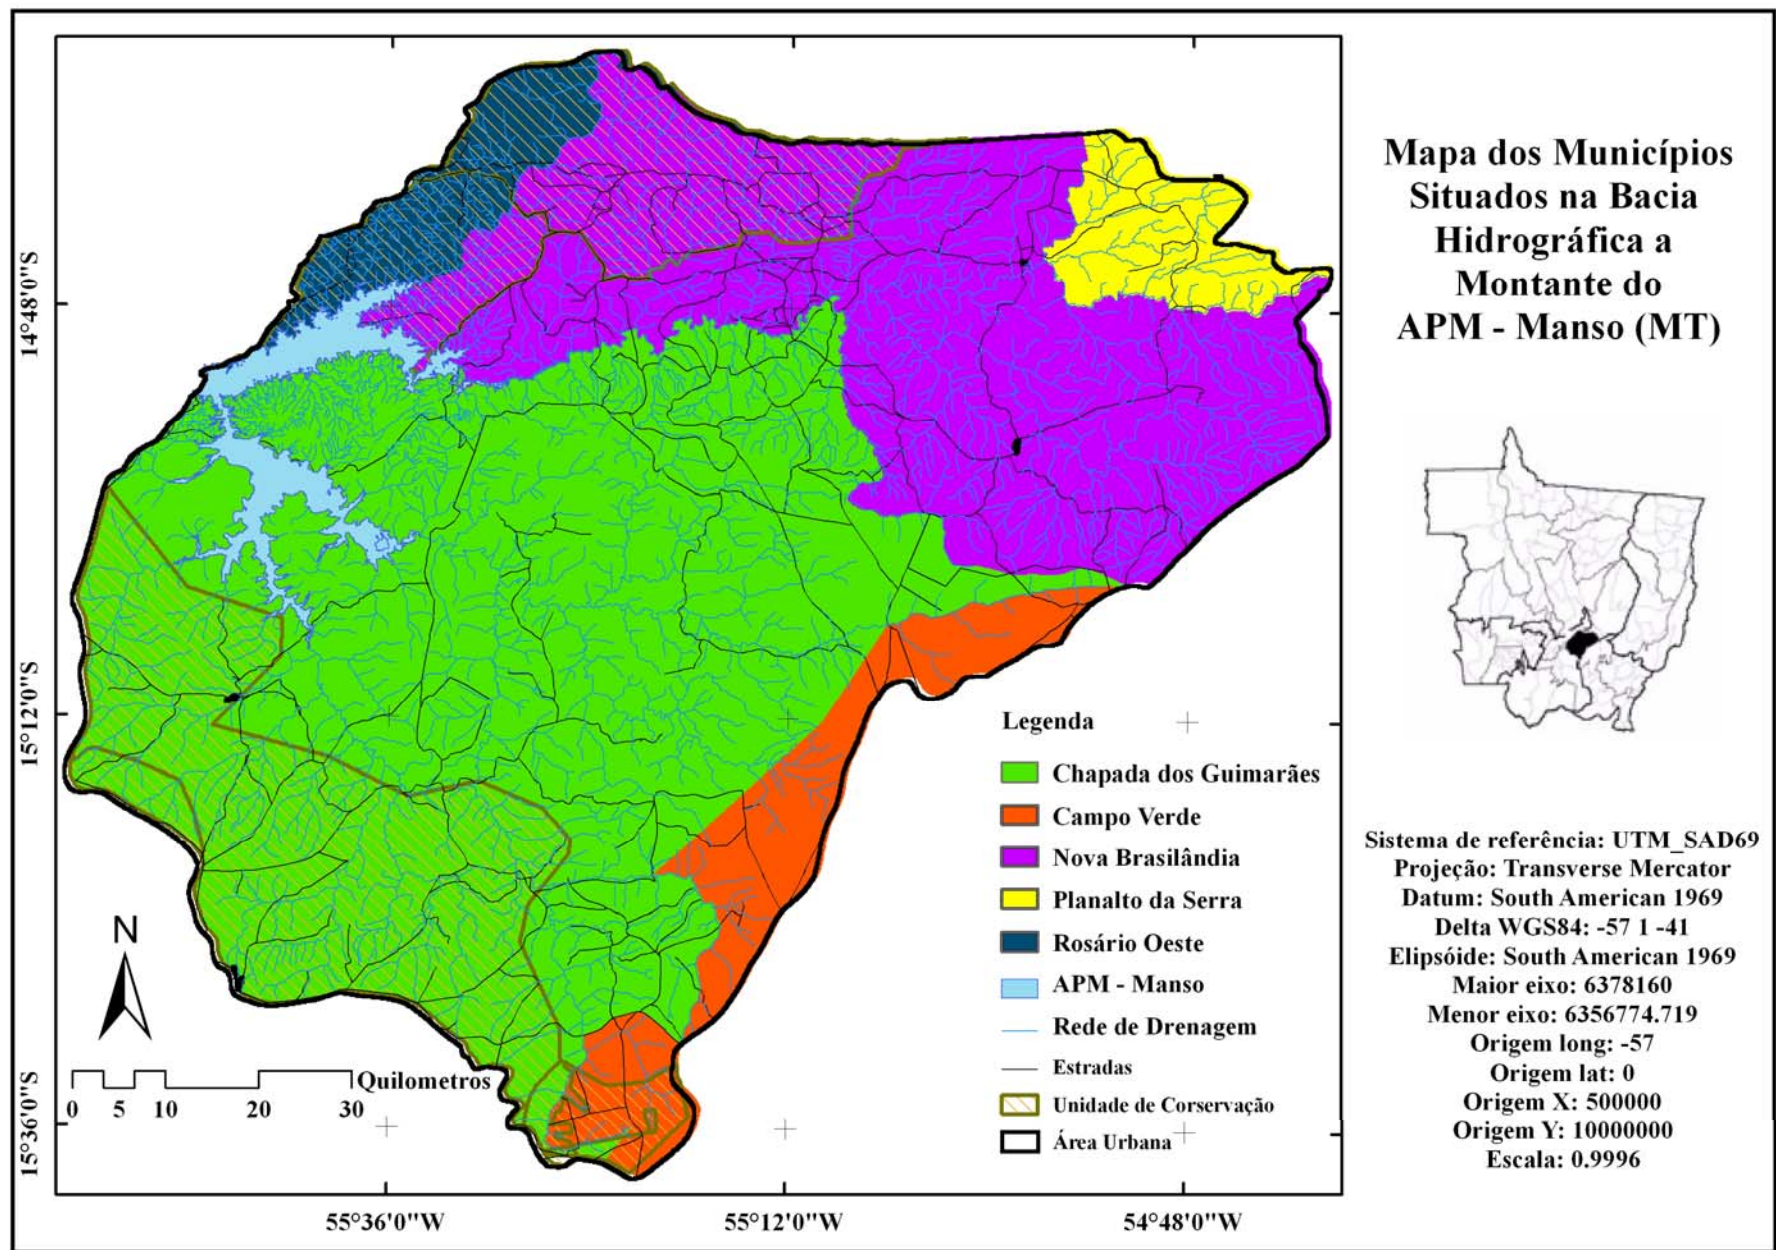 Mapa dos Municípios
Situados na Bacia
Hidrográfica a
Montante do
APM - Manso (MT)
14°48'0"S
15°12'0"S
15°36'0"S
55°36'0"W
55°12'0"W
54°48'0"W
N
Quilometros
0 5 10 20 30
Legenda
Chapada dos Guimarães
Campo Verde
Nova Brasilândia
Planalto da Serra
Rosário Oeste
APM - Manso
Rede de Drenagem
Estradas
Unidade de Corservação
Área Urbana
Sistema de referência: UTM_SAD69
Projeção: Transverse Mercator
Datum: South American 1969
Delta WGS84: -57 1 -41
Elipsóide: South American 1969
Maior eixo: 6378160
Menor eixo: 6356774.719
Origem long: -57
Origem lat: 0
Origem X: 500000
Origem Y: 10000000
Escala: 0.9996